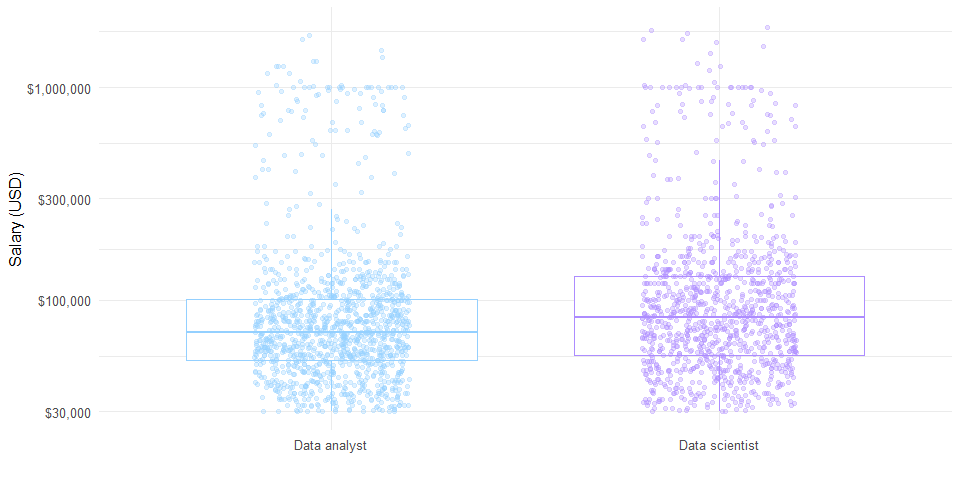 Salary (USD)
$1,000,000
$300,000
$100,000
$30,000
Data analyst
Data scientist